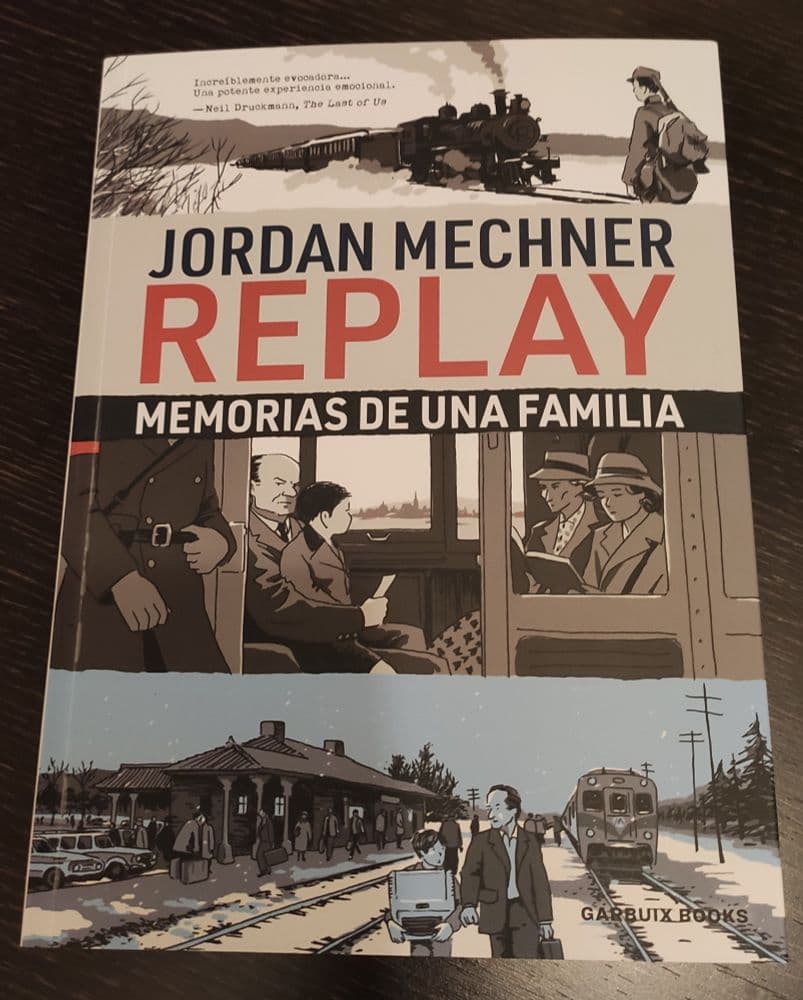 Increíblemente evocadora...
Una potente experiencia emocional.
—Neil Druckmann, The Last of Us
JORDAN MECHNER
REPLAY
MEMORIAS DE UNA FAMILIA
GARBUIX BOOKS